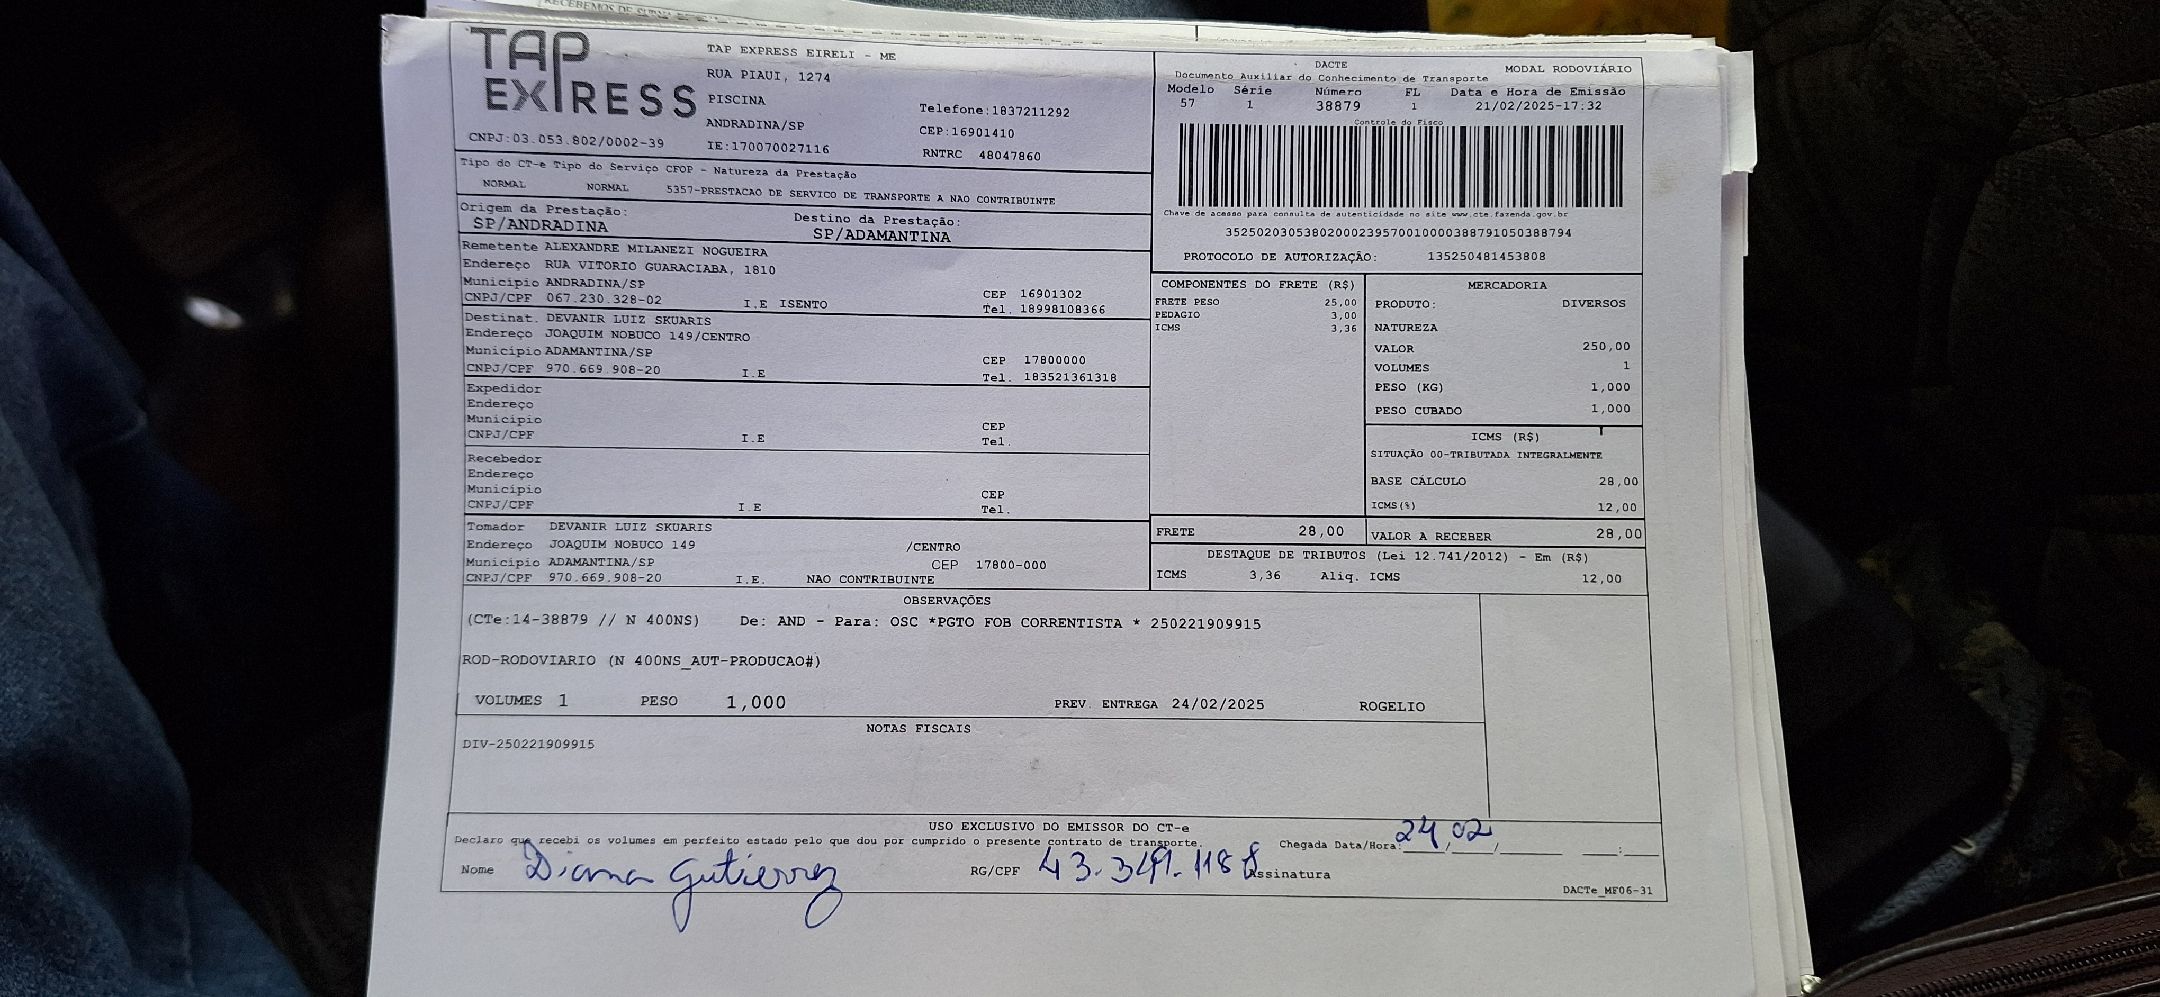 RECEBEMOS DE
TAP EXPRESS
TAP EXPRESS EIRELI - ME
RUA PIAUI, 1274
PISCINA
ANDRADINA/SP
Telefone:1837211292
CEP:16901410
CNPJ:03.053.802/0002-39
IE:170070027116
RNTRC 48047860
DACTE
MODAL RODOVIÁRIO
Documento Auxiliar do Conhecimento de Transporte
Modelo Série Número FL Data e Hora de Emissão
57 1 38879 1 21/02/2025-17:32
Controle do Fisco
Chave de acesso para consulta de autenticidade no site www.cte.fazenda.gov.br
35250203053802000239570010000388791050388794
PROTOCOLO DE AUTORIZAÇÃO: 135250481453808
Tipo do CT-e Tipo do Serviço CFOP - Natureza da Prestação
NORMAL NORMAL 5357-PRESTACAO DE SERVICO DE TRANSPORTE A NAO CONTRIBUINTE
Origem da Prestação: Destino da Prestação:
SP/ANDRADINA SP/ADAMANTINA
Remetente ALEXANDRE MILANEZI NOGUEIRA
Endereço RUA VITORIO GUARACIABA, 1810
Municipio ANDRADINA/SP CEP 16901302
CNPJ/CPF 067.230.328-02 I.E ISENTO Tel. 18998108366
Destinat. DEVANIR LUIZ SKUARIS
Endereço JOAQUIM NOBUCO 149/CENTRO
Municipio ADAMANTINA/SP CEP 17800000
CNPJ/CPF 970.669.908-20 I.E Tel. 183521361318
Expedidor
Endereço
Municipio CEP
CNPJ/CPF I.E Tel.
Recebedor
Endereço
Municipio CEP
CNPJ/CPF I.E Tel.
Tomador DEVANIR LUIZ SKUARIS
Endereço JOAQUIM NOBUCO 149 /CENTRO
Municipio ADAMANTINA/SP CEP 17800-000
CNPJ/CPF 970.669.908-20 I.E. NAO CONTRIBUINTE
COMPONENTES DO FRETE (R$)
FRETE PESO 25,00
PEDAGIO 3,00
ICMS 3,36
MERCADORIA
PRODUTO: DIVERSOS
NATUREZA
VALOR 250,00
VOLUMES 1
PESO (KG) 1,000
PESO CUBADO 1,000
ICMS (R$)
SITUAÇÃO 00-TRIBUTADA INTEGRALMENTE
BASE CÁLCULO 28,00
ICMS(%) 12,00
FRETE 28,00 VALOR A RECEBER 28,00
DESTAQUE DE TRIBUTOS (Lei 12.741/2012) - Em (R$)
ICMS 3,36 Aliq. ICMS 12,00
OBSERVAÇÕES
(CTe:14-38879 // N 400NS) De: AND - Para: OSC *PGTO FOB CORRENTISTA * 250221909915
ROD-RODOVIARIO (N 400NS_AUT-PRODUCAO#)
VOLUMES 1 PESO 1,000 PREV. ENTREGA 24/02/2025 ROGELIO
NOTAS FISCAIS
DIV-250221909915
USO EXCLUSIVO DO EMISSOR DO CT-e
Declaro que recebi os volumes em perfeito estado pelo que dou por cumprido o presente contrato de transporte. Chegada Data/Hora: 24/02/
Nome Diana Gutierrez RG/CPF 43.349.118 Assinatura
DACTe_MF06-31